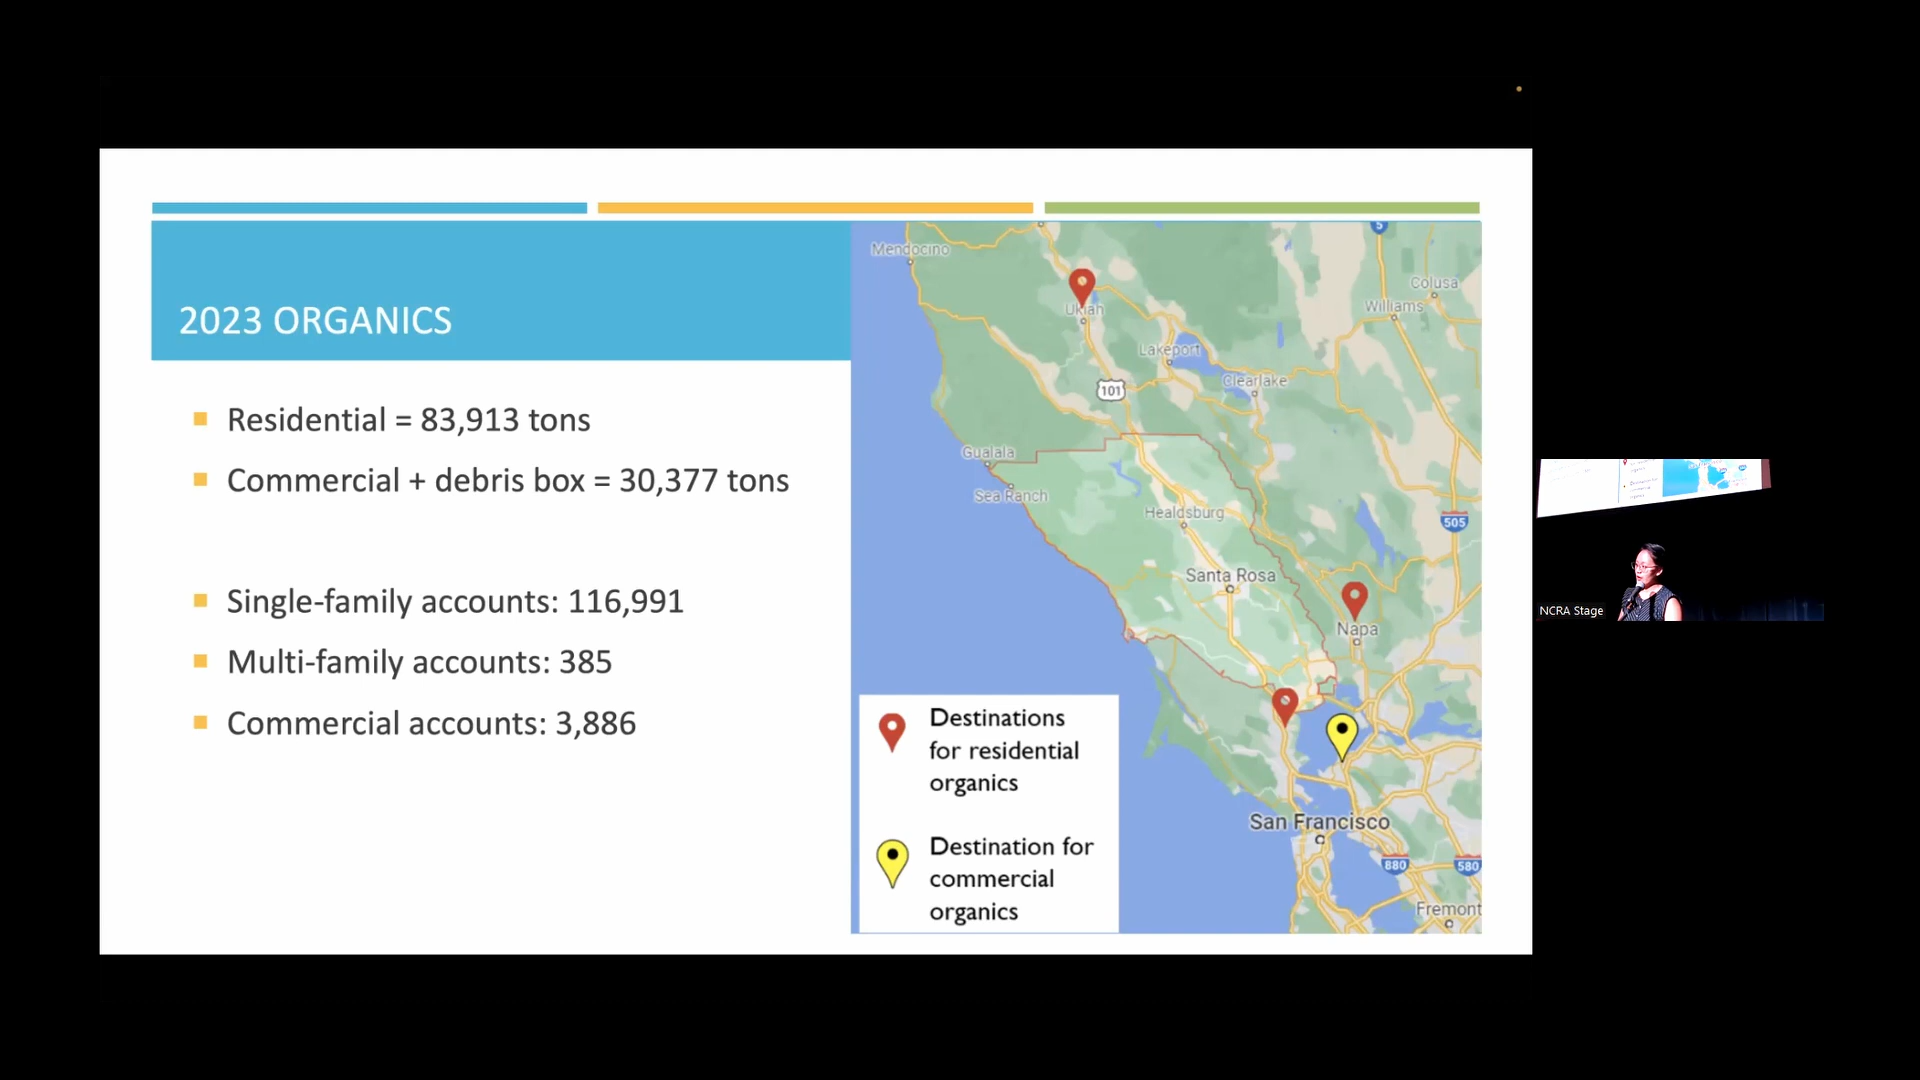 2023 ORGANICS
Residential = 83,913 tons
Commercial + debris box = 30,377 tons
Single-family accounts: 116,991
Multi-family accounts: 385
Commercial accounts: 3,886
Mendocino
5
Colusa
Williams
Ukiah
Lakeport
Clearlake
101
Gualala
Sea Ranch
Healdsburg
505
Santa Rosa
Napa
San Francisco
880
580
Fremont
Destinations
for residential
organics
Destination for
commercial
organics
NCRA Stage